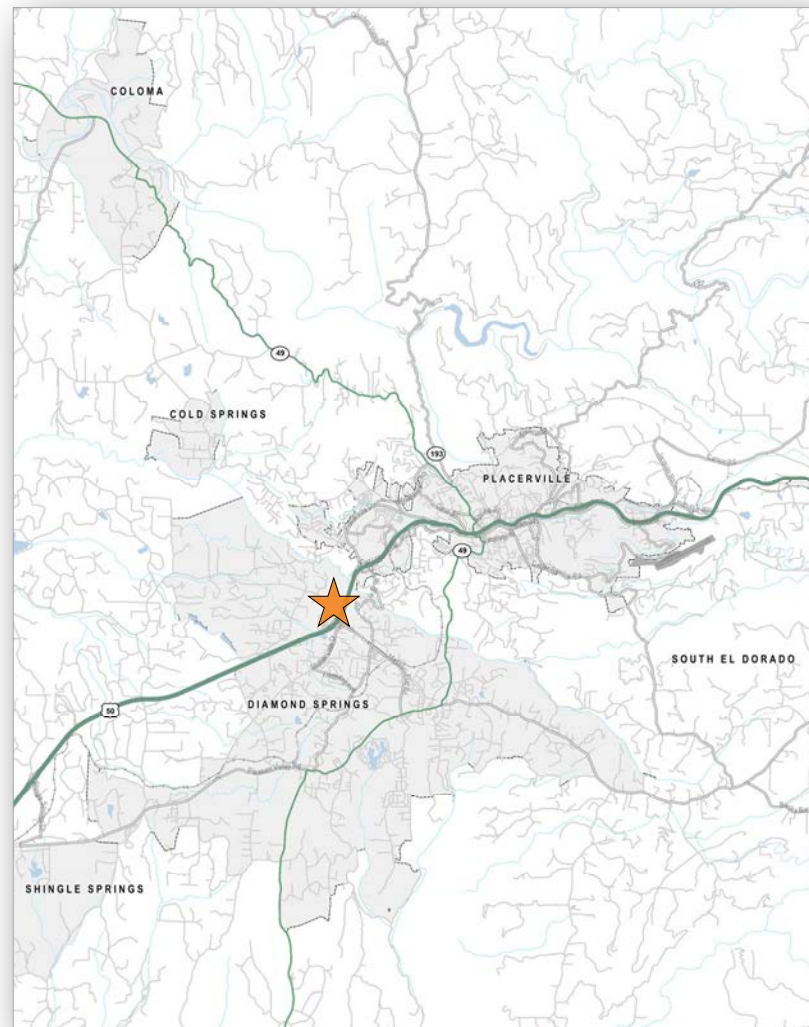 COLOMA
49
COLD SPRINGS
193
PLACERVILLE
49
SOUTH EL DORADO
DIAMOND SPRINGS
50
SHINGLE SPRINGS